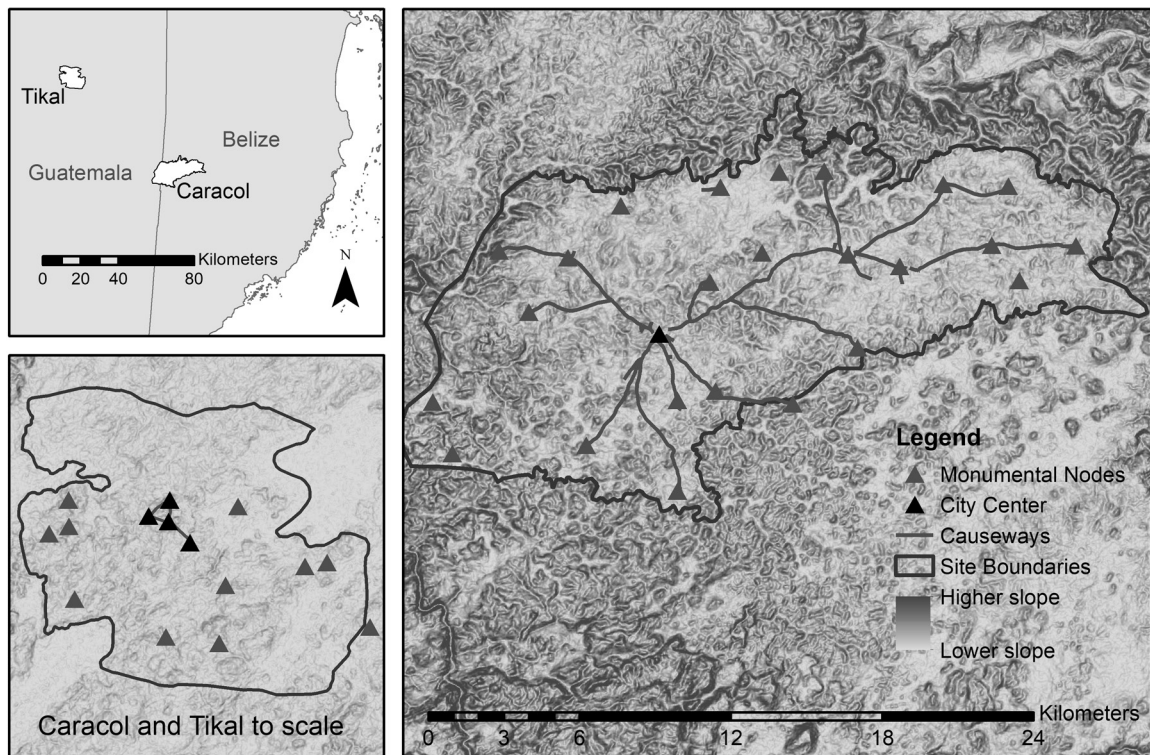 Tikal
Belize
Guatemala
Caracol
Kilometers
0 20 40 80
N
Caracol and Tikal to scale
Legend
Monumental Nodes
City Center
Causeways
Site Boundaries
Higher slope
Lower slope
Kilometers
0 3 6 12 18 24